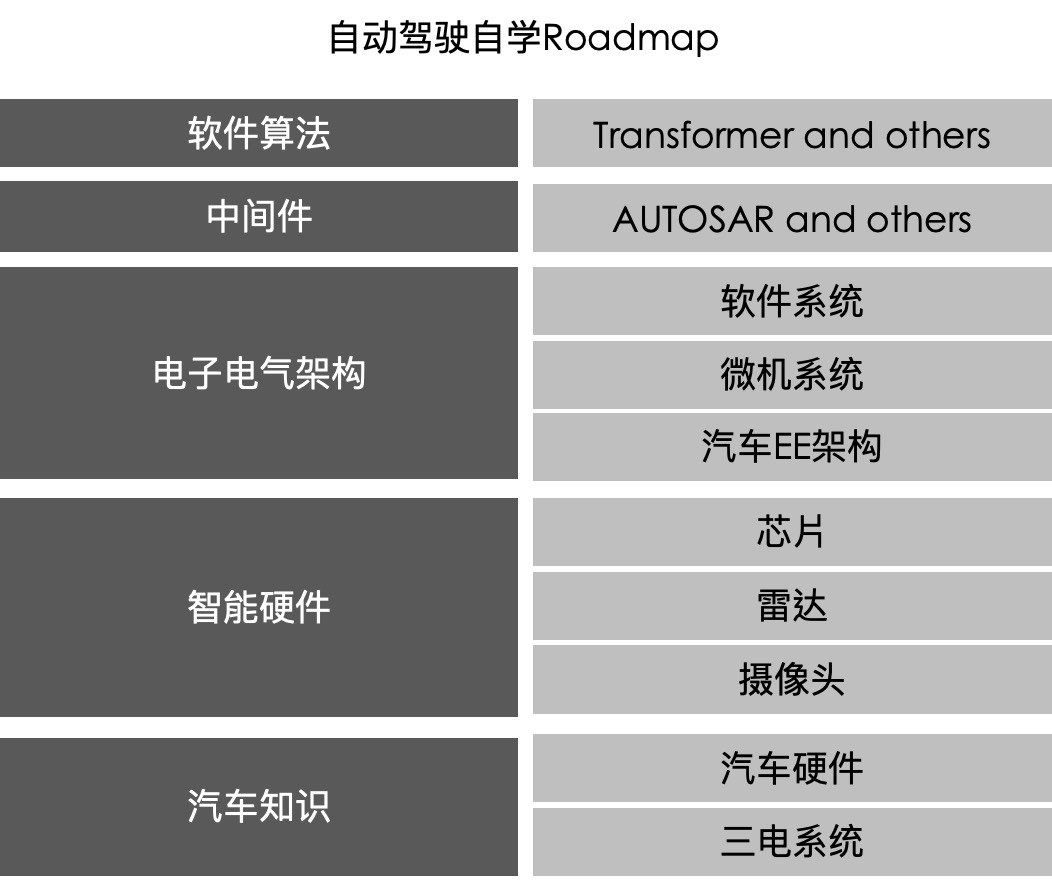 自动驾驶自学Roadmap
软件算法
Transformer and others
中间件
AUTOSAR and others
电子电气架构
软件系统
微机系统
汽车EE架构
智能硬件
芯片
雷达
摄像头
汽车知识
汽车硬件
三电系统